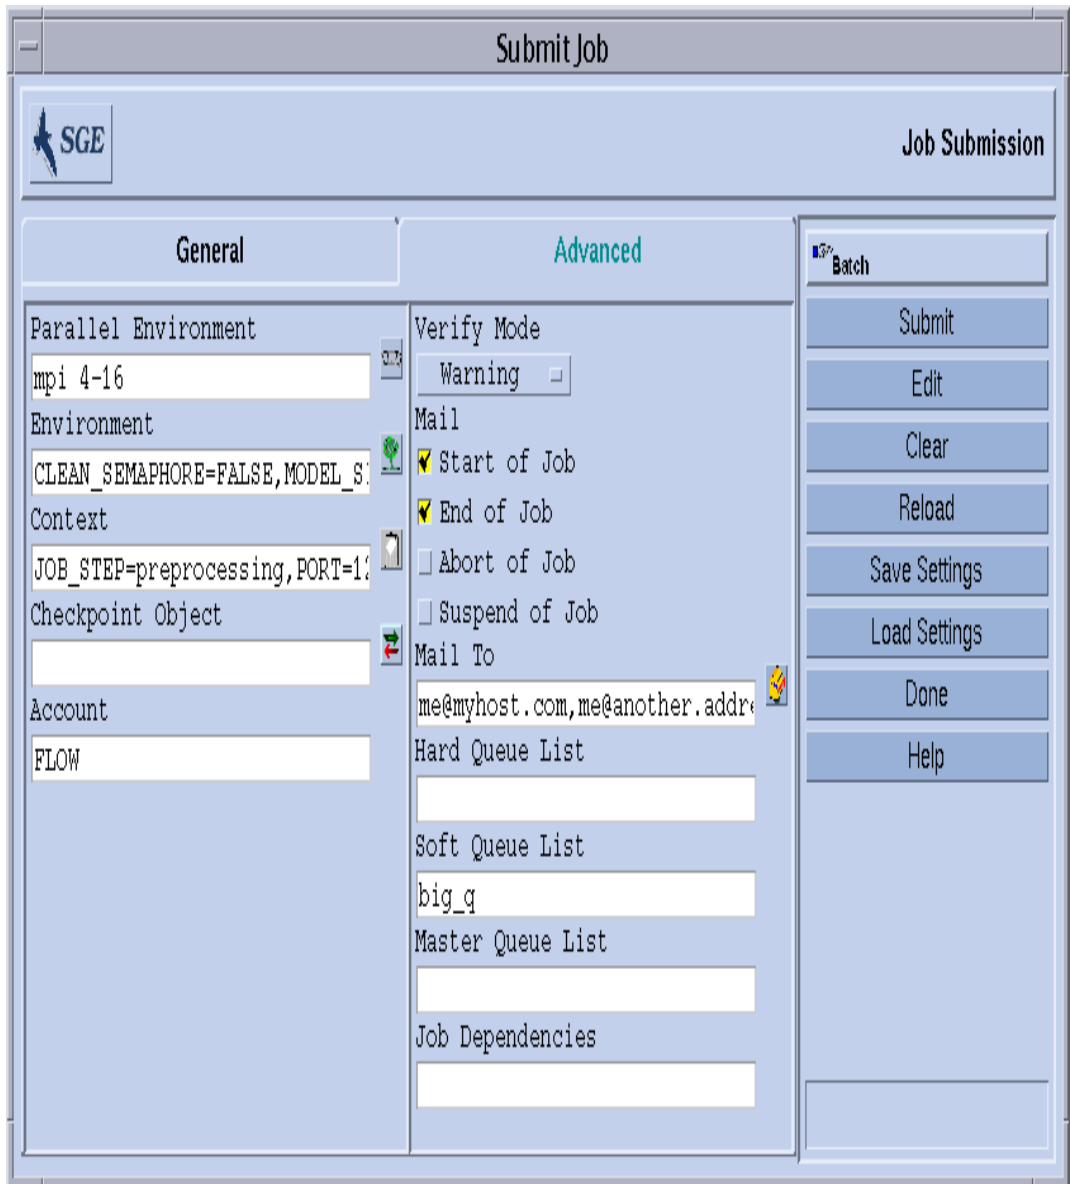 Submit Job
SGE
Job Submission
General
Advanced
Parallel Environment
mpi 4-16
Environment
CLEAN_SEMAPHORE=FALSE,MODEL_S
Context
JOB_STEP=preprocessing,PORT=12
Checkpoint Object
Account
FLOW
Verify Mode
Warning
Mail
Start of Job
End of Job
Abort of Job
Suspend of Job
Mail To
me@myhost.com,me@another.addre
Hard Queue List
Soft Queue List
big_q
Master Queue List
Job Dependencies
Batch
Submit
Edit
Clear
Reload
Save Settings
Load Settings
Done
Help